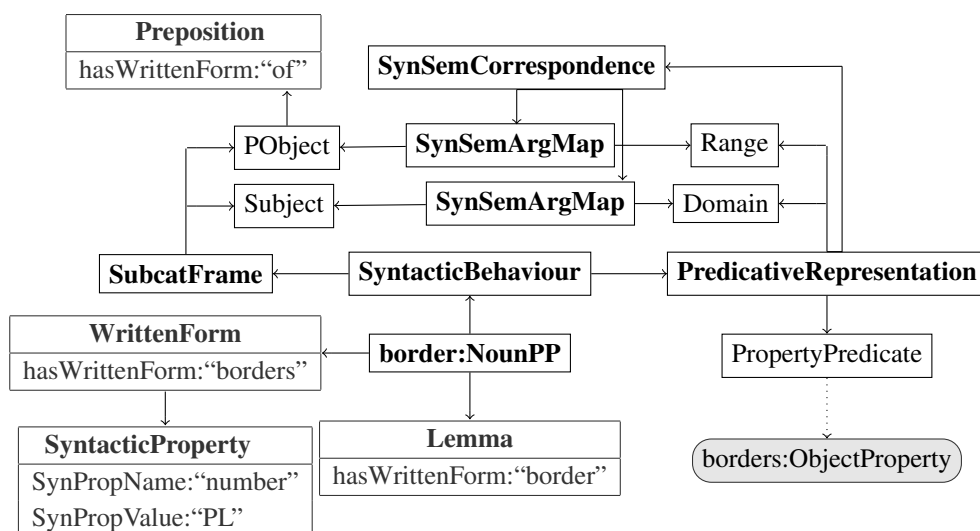 Preposition
hasWrittenForm:“of”
SynSemCorrespondence
PObject
SynSemArgMap
Range
Subject
SynSemArgMap
Domain
SubcatFrame
SyntacticBehaviour
PredicativeRepresentation
WrittenForm
hasWrittenForm:“borders”
border:NounPP
PropertyPredicate
SyntacticProperty
SynPropName:“number”
SynPropValue:“PL”
Lemma
hasWrittenForm:“border”
borders:ObjectProperty